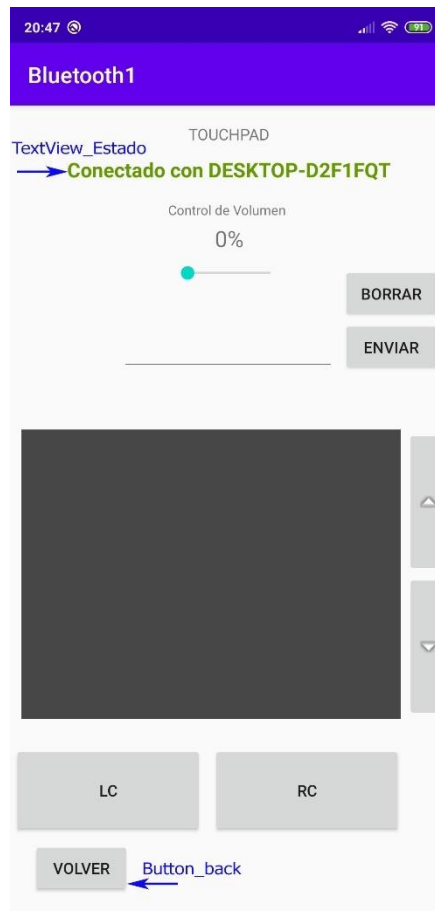 20:47 91
Bluetooth1
TOUCHPAD
TextView_Estado
Conectado con DESKTOP-D2F1FQT
Control de Volumen
0%
BORRAR
ENVIAR
LC RC
VOLVER Button_back